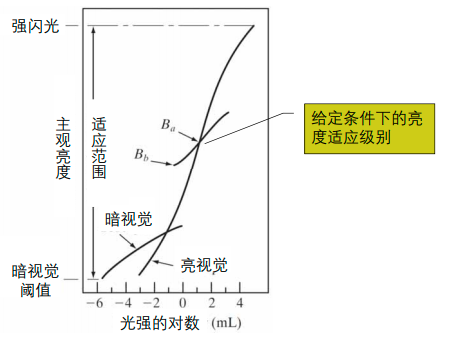 强闪光
给定条件下的亮
度适应级别
主观亮度
适应范围
Ba
Bb
暗视觉
亮视觉
暗视觉
阈值
−6 −4 −2 0 2 4
光强的对数 (mL)